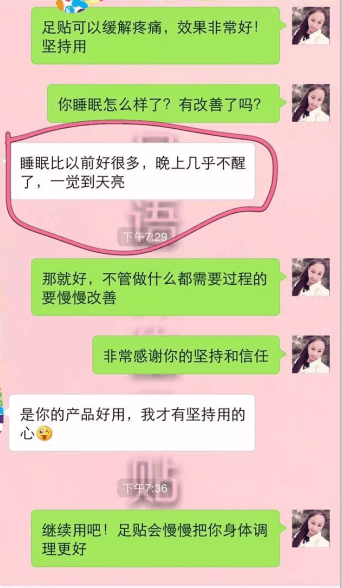 足贴可以缓解疼痛，效果非常好！
坚持用
你睡眠怎么样了？有改善了吗？
睡眠比以前好很多，晚上几乎不醒
了，一觉到天亮
下午7:29
那就好，不管做什么都需要过程的
要慢慢改善
非常感谢你的坚持和信任
是你的产品好用，我才有坚持用的
心
下午7:36
贴
继续用吧！足贴会慢慢把你身体调
理更好